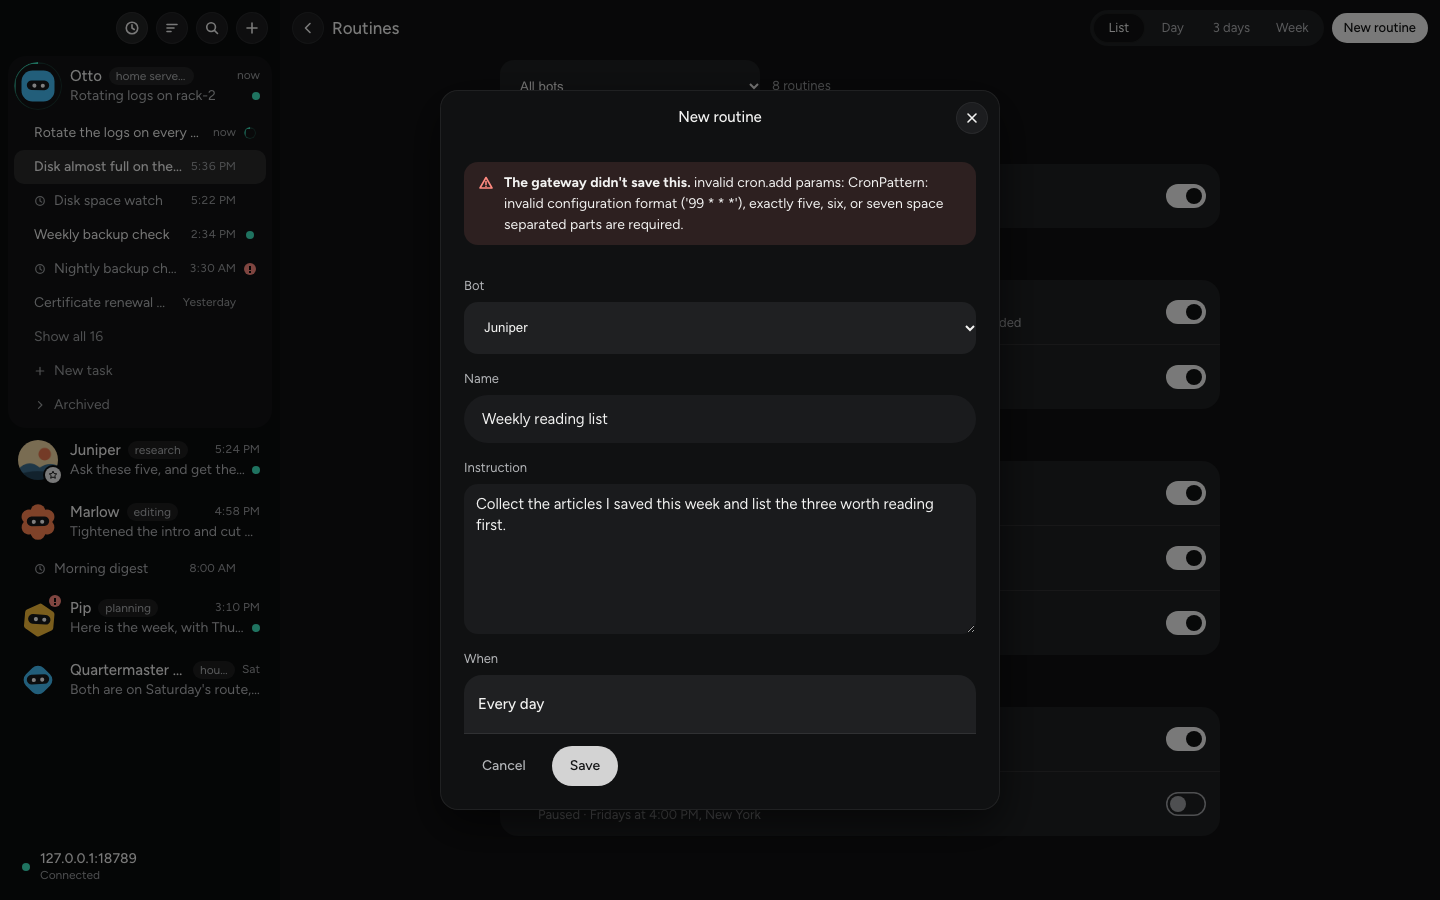 Routines
List
Day
3 days
Week
New routine
Otto
home serve...
now
Rotating logs on rack-2
Rotate the logs on every ...
now
Disk almost full on the...
5:36 PM
Disk space watch
5:22 PM
Weekly backup check
2:34 PM
Nightly backup ch...
3:30 AM
Certificate renewal ...
Yesterday
Show all 16
New task
Archived
Juniper
research
5:24 PM
Ask these five, and get the...
Marlow
editing
4:58 PM
Tightened the intro and cut ...
Morning digest
8:00 AM
Pip
planning
3:10 PM
Here is the week, with Thu...
Quartermaster ...
hou...
Sat
Both are on Saturday's route,...
127.0.0.1:18789
Connected
All bots
8 routines
New routine
The gateway didn't save this. invalid cron.add params: CronPattern:
invalid configuration format ('99 * * *'), exactly five, six, or seven space
separated parts are required.
Bot
Juniper
Name
Weekly reading list
Instruction
Collect the articles I saved this week and list the three worth reading
first.
When
Every day
Cancel
Save
ded
Paused · Fridays at 4:00 PM, New York